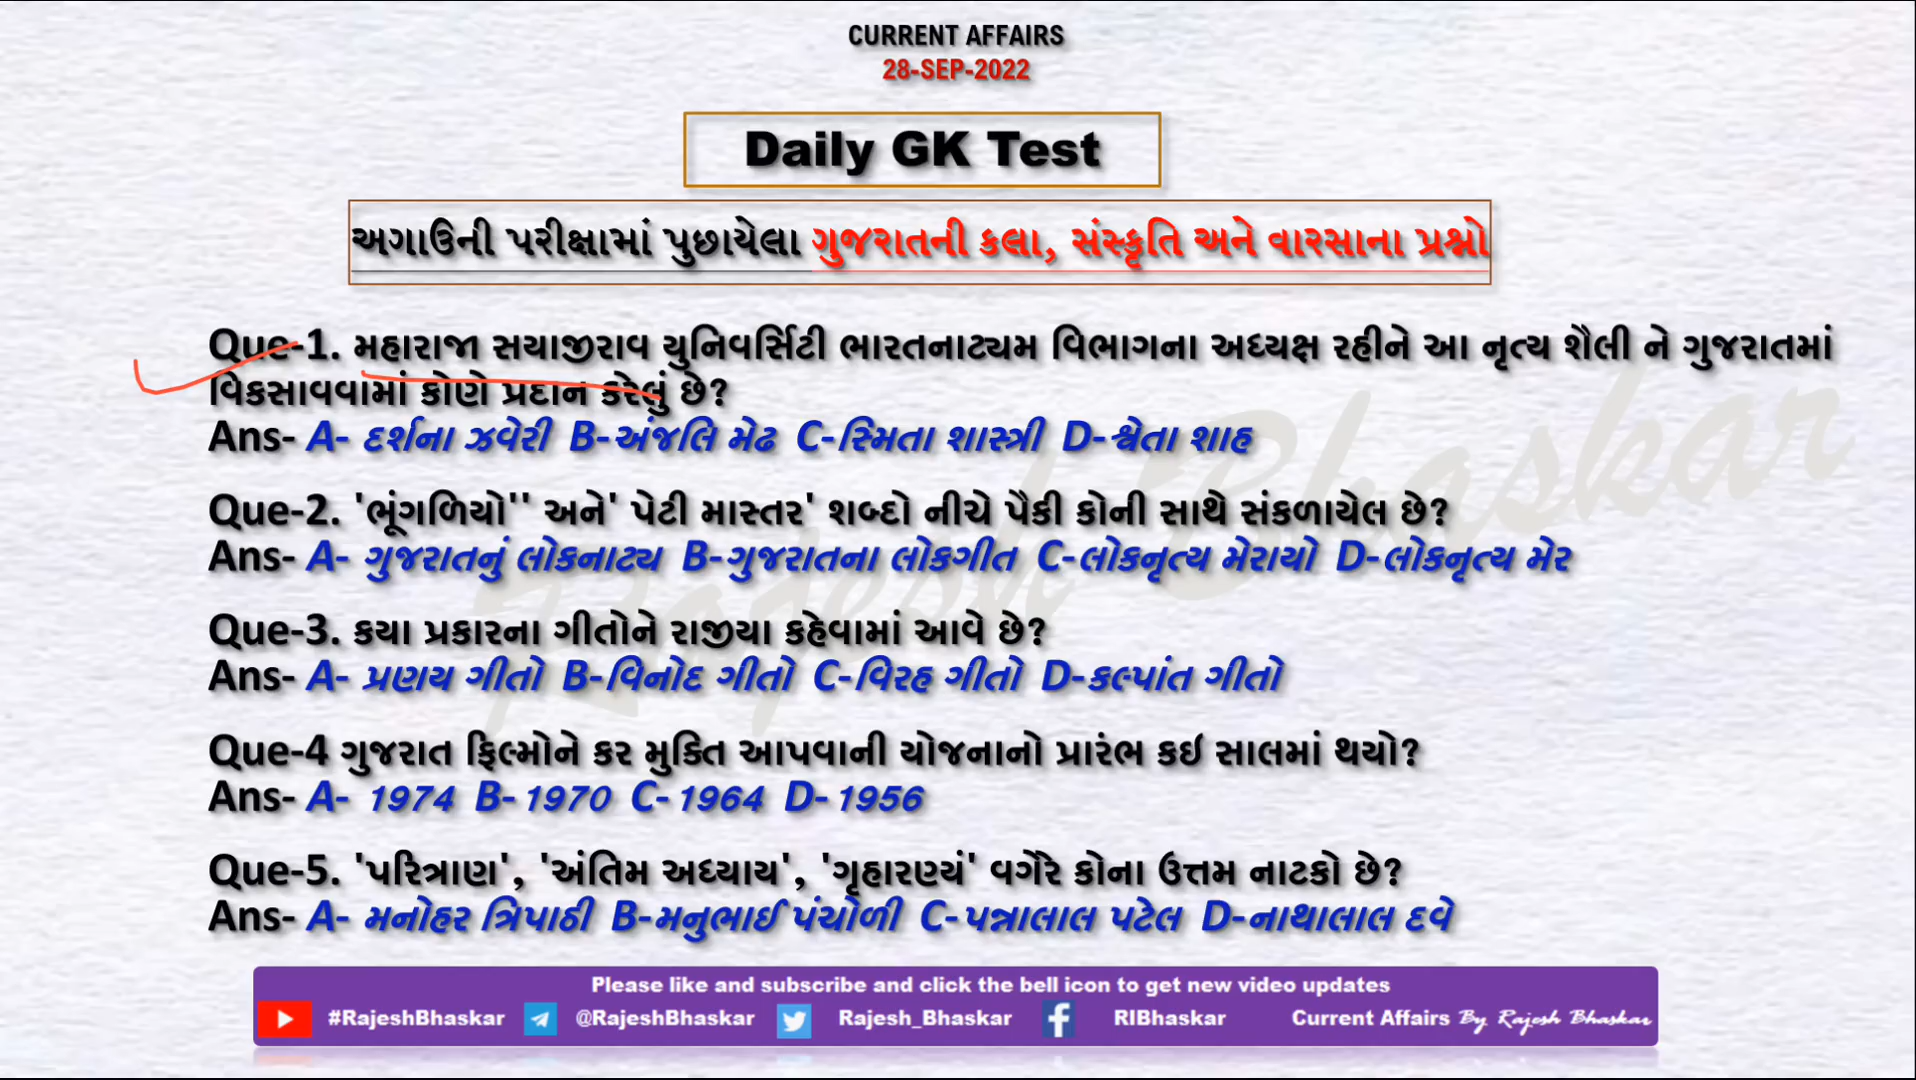 CURRENT AFFAIRS
28-SEP-2022
Daily GK Test
અગાઉની પરીક્ષામાં પુછાયેલા ગુજરાતની કલા, સંસ્કૃતિ અને વારસાના પ્રશ્નો
Que-1. મહારાજા સયાજીરાવ યુનિવર્સિટી ભારતનાટ્યમ વિભાગના અધ્યક્ષ રહીને આ નૃત્ય શૈલી ને ગુજરાતમાં
વિકસાવવામાં કોણે પ્રદાન કરેલું છે?
Ans- A- દર્શના ઝવેરી B-અંજલિ મેઢ C-સ્મિતા શાસ્ત્રી D-શ્વેતા શાહ
Que-2. 'ભૂંગળિયો'' અને' પેટી માસ્તર' શબ્દો નીચે પૈકી કોની સાથે સંકળાયેલ છે?
Ans- A- ગુજરાતનું લોકનાટ્ય B-ગુજરાતના લોકગીત C-લોકનૃત્ય મેરાયો D-લોકનૃત્ય મેર
Que-3. કયા પ્રકારના ગીતોને રાજીયા કહેવામાં આવે છે?
Ans- A- પ્રણય ગીતો B-વિનોદ ગીતો C-વિરહ ગીતો D-કલ્પાંત ગીતો
Que-4 ગુજરાત ફિલ્મોને કર મુક્તિ આપવાની યોજનાનો પ્રારંભ કઈ સાલમાં થયો?
Ans- A- 1974 B-1970 C-1964 D-1956
Que-5. 'પરિત્રાણ', 'અંતિમ અધ્યાય', 'ગૃહારણ્યં' વગેરે કોના ઉત્તમ નાટકો છે?
Ans- A- મનોહર ત્રિપાઠી B-મનુભાઈ પંચોળી C-પન્નાલાલ પટેલ D-નાથાલાલ દવે
Rajesh Bhaskar
Please like and subscribe and click the bell icon to get new video updates
#RajeshBhaskar @RajeshBhaskar Rajesh_Bhaskar RIBhaskar Current Affairs By Rajesh Bhaskar